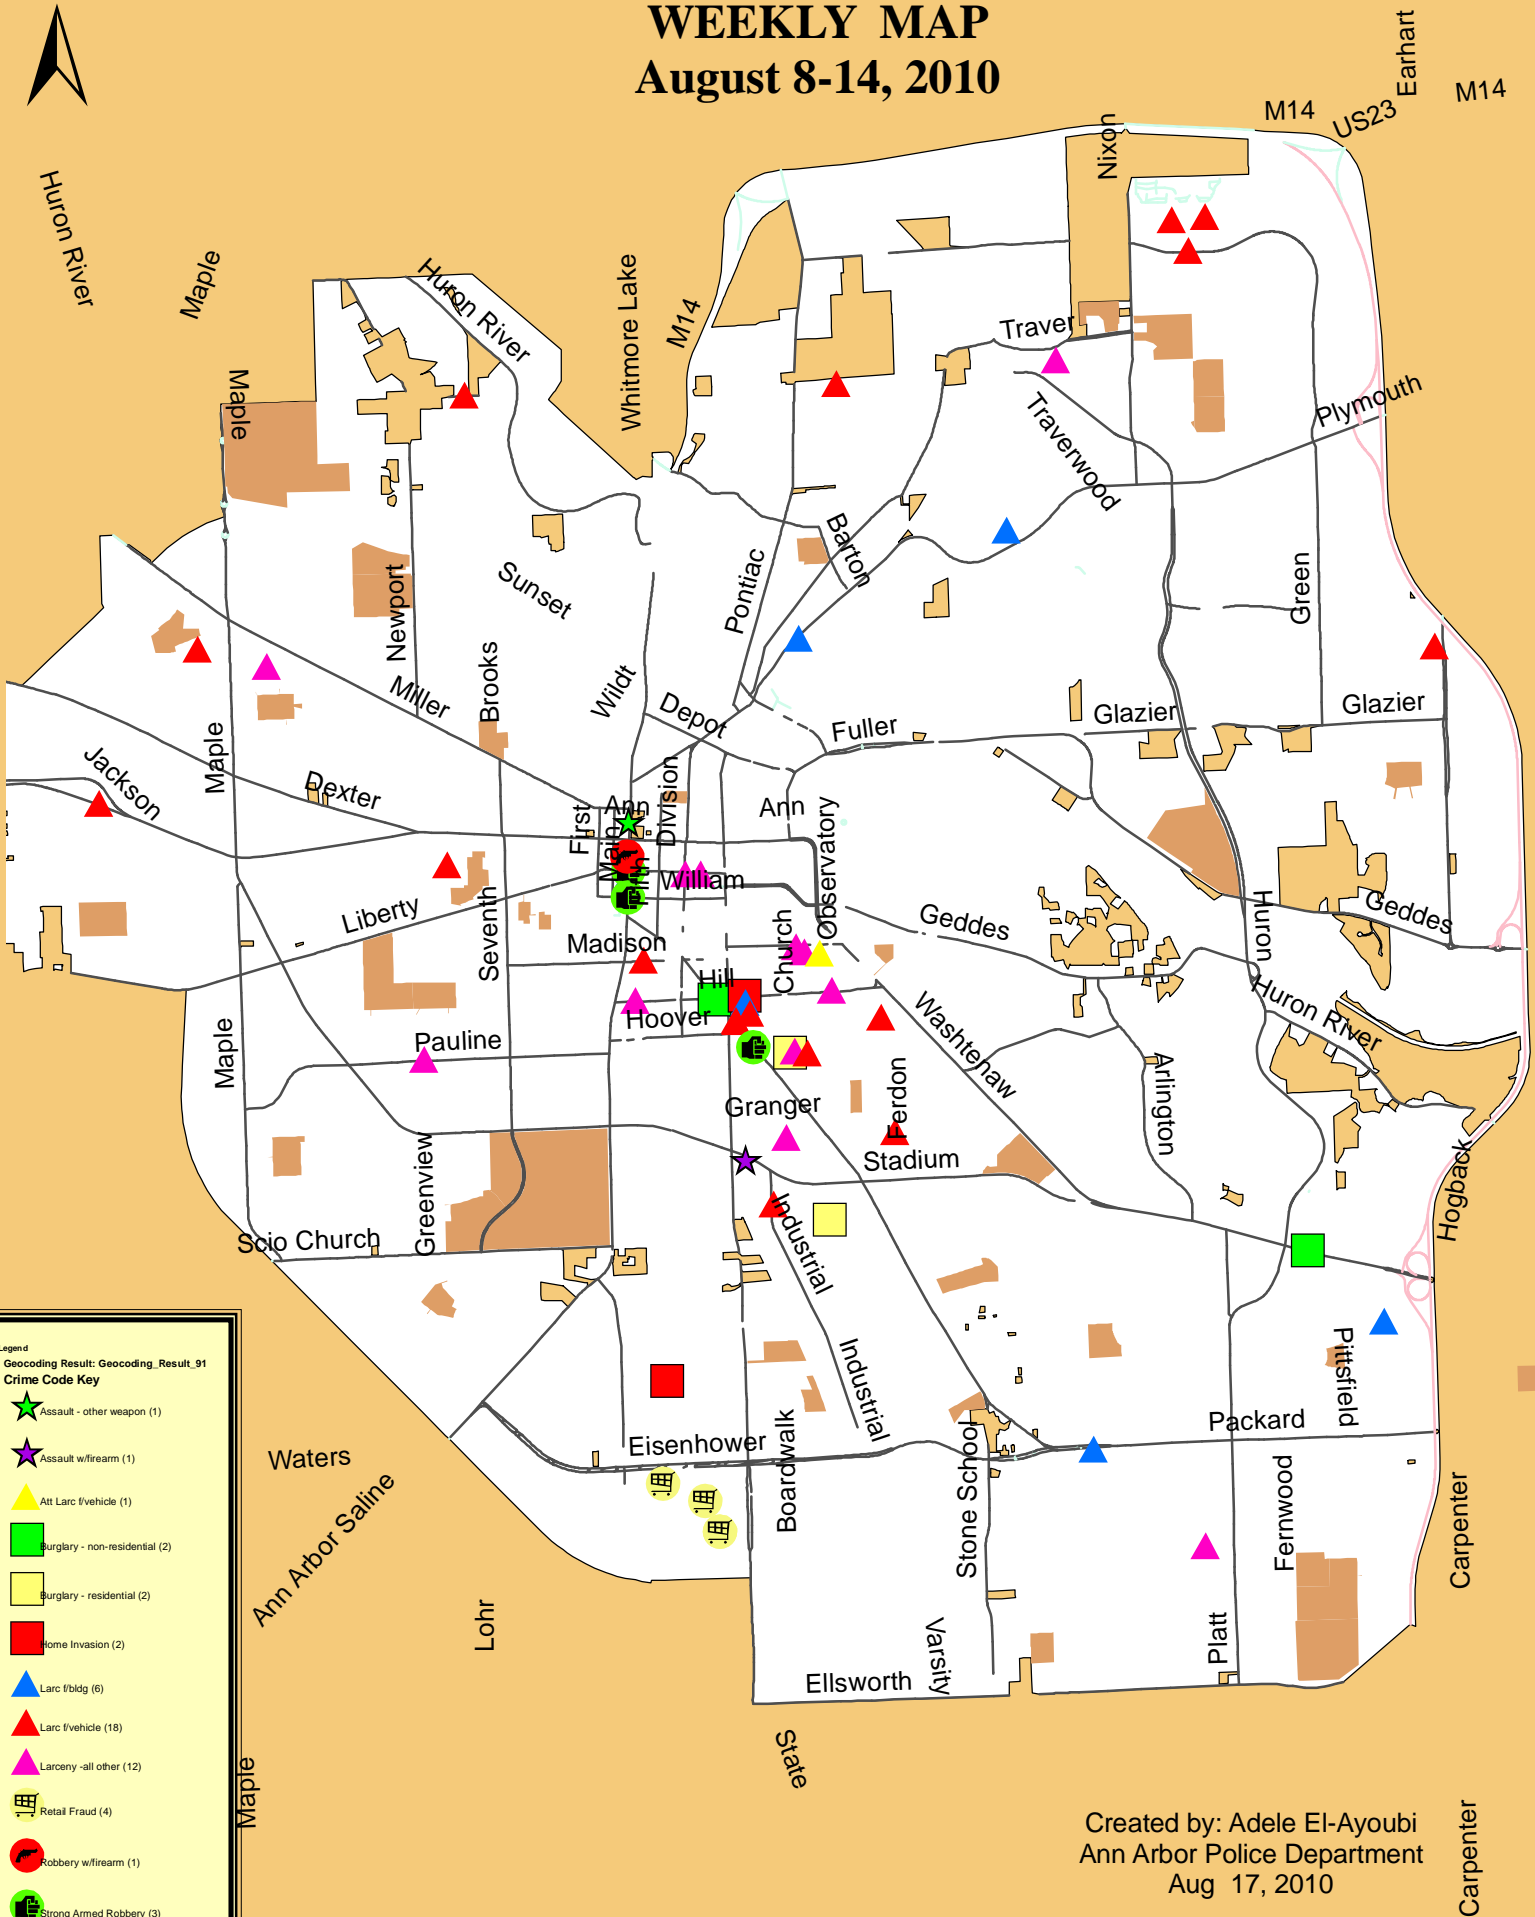 WEEKLY MAP
August 8-14, 2010
Earhart
M14
M14
US23
Nixon
Huron River
Maple
Whitmore Lake
M14
Huron River
Traver
Maple
Plymouth
Traverwood
Barton
Pontiac
Green
Newport
Sunset
Brooks
Miller
Wildt
Depot
Fuller
Glazier
Glazier
Maple
Jackson
Dexter
First
Ann
Main
Division
Ann
Observatory
William
Liberty
Seventh
Madison
Church
Geddes
Huron
Geddes
Hill
Hoover
Washtenaw
Huron River
Maple
Pauline
Granger
Ferdon
Arlington
Stadium
Greenview
Scio Church
Industrial
Hogback
Industrial
Pittsfield
Packard
Eisenhower
Boardwalk
Stone School
Fernwood
Waters
Ann Arbor Saline
Lohr
Carpenter
Varsity
Platt
Ellsworth
State
Maple
Carpenter
Legend
Geocoding Result: Geocoding_Result_91
Crime Code Key
Assault - other weapon (1)
Assault w/firearm (1)
Att Larc f/vehicle (1)
Burglary - non-residential (2)
Burglary - residential (2)
Home Invasion (2)
Larc f/bldg (6)
Larc f/vehicle (18)
Larceny -all other (12)
Retail Fraud (4)
Robbery w/firearm (1)
Strong Armed Robbery (3)
Created by: Adele El-Ayoubi
Ann Arbor Police Department
Aug 17, 2010